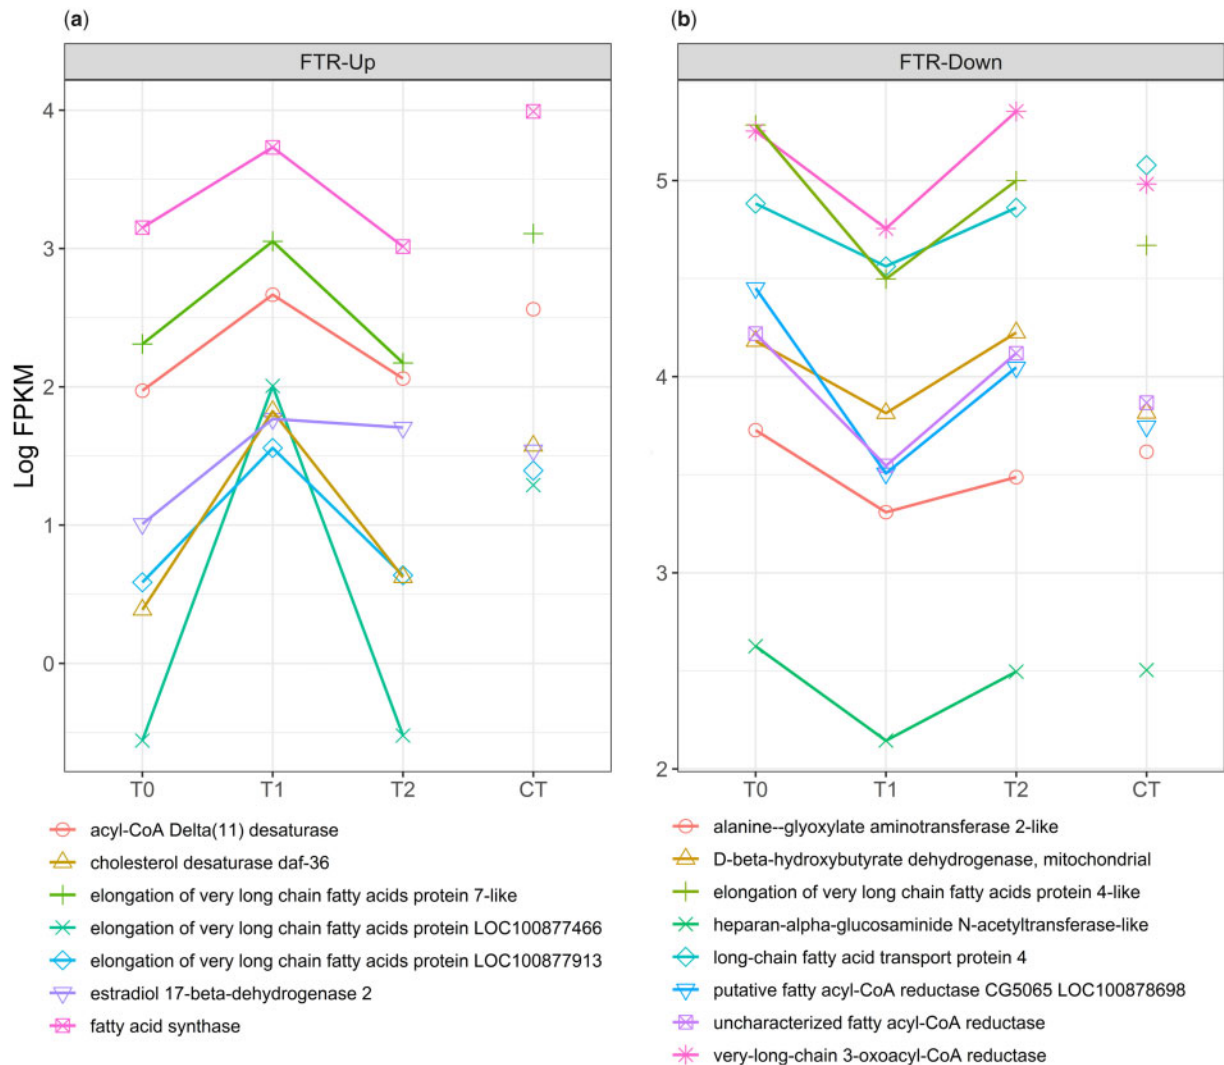 (a)
FTR-Up
Log FPKM
4
3
2
1
0
T0 T1 T2 CT
acyl-CoA Delta(11) desaturase
cholesterol desaturase daf-36
elongation of very long chain fatty acids protein 7-like
elongation of very long chain fatty acids protein LOC100877466
elongation of very long chain fatty acids protein LOC100877913
estradiol 17-beta-dehydrogenase 2
fatty acid synthase
(b)
FTR-Down
5
4
3
2
T0 T1 T2 CT
alanine--glyoxylate aminotransferase 2-like
D-beta-hydroxybutyrate dehydrogenase, mitochondrial
elongation of very long chain fatty acids protein 4-like
heparan-alpha-glucosaminide N-acetyltransferase-like
long-chain fatty acid transport protein 4
putative fatty acyl-CoA reductase CG5065 LOC100878698
uncharacterized fatty acyl-CoA reductase
very-long-chain 3-oxoacyl-CoA reductase